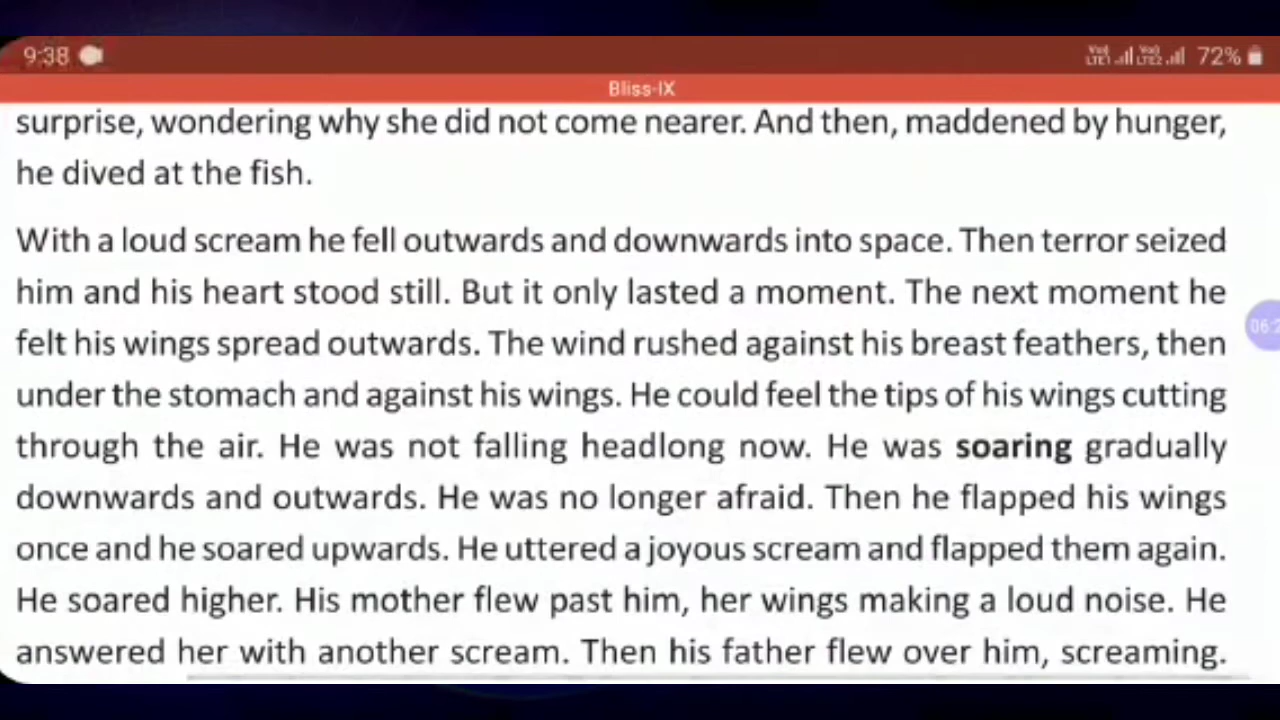 9:38
Vo) LTE1 Vo) LTE2 72%
Bliss-IX
surprise, wondering why she did not come nearer. And then, maddened by hunger,
he dived at the fish.
With a loud scream he fell outwards and downwards into space. Then terror seized
him and his heart stood still. But it only lasted a moment. The next moment he
felt his wings spread outwards. The wind rushed against his breast feathers, then
under the stomach and against his wings. He could feel the tips of his wings cutting
through the air. He was not falling headlong now. He was soaring gradually
downwards and outwards. He was no longer afraid. Then he flapped his wings
once and he soared upwards. He uttered a joyous scream and flapped them again.
He soared higher. His mother flew past him, her wings making a loud noise. He
answered her with another scream. Then his father flew over him, screaming.